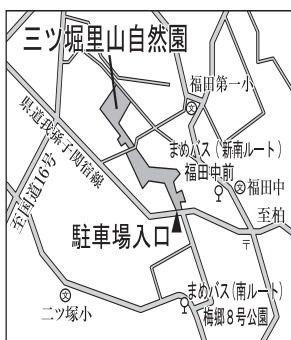 三ツ堀里山自然園
福田第一小
文
県道我孫子関宿線
まめバス（新南ルート）
福田中前
文福田中
至国道16号
至柏
駐車場入口
〒
文
二ツ塚小
まめバス（南ルート）
梅郷８号公園